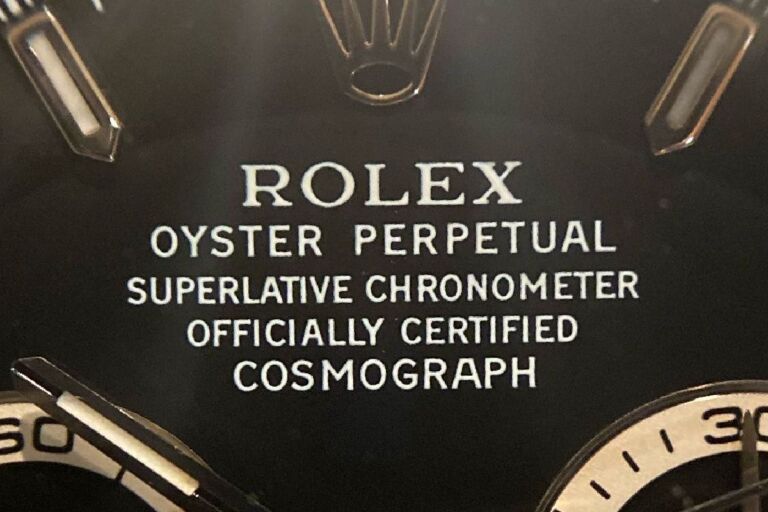 ROLEX
OYSTER PERPETUAL
SUPERLATIVE CHRONOMETER
OFFICIALLY CERTIFIED
COSMOGRAPH
60
30